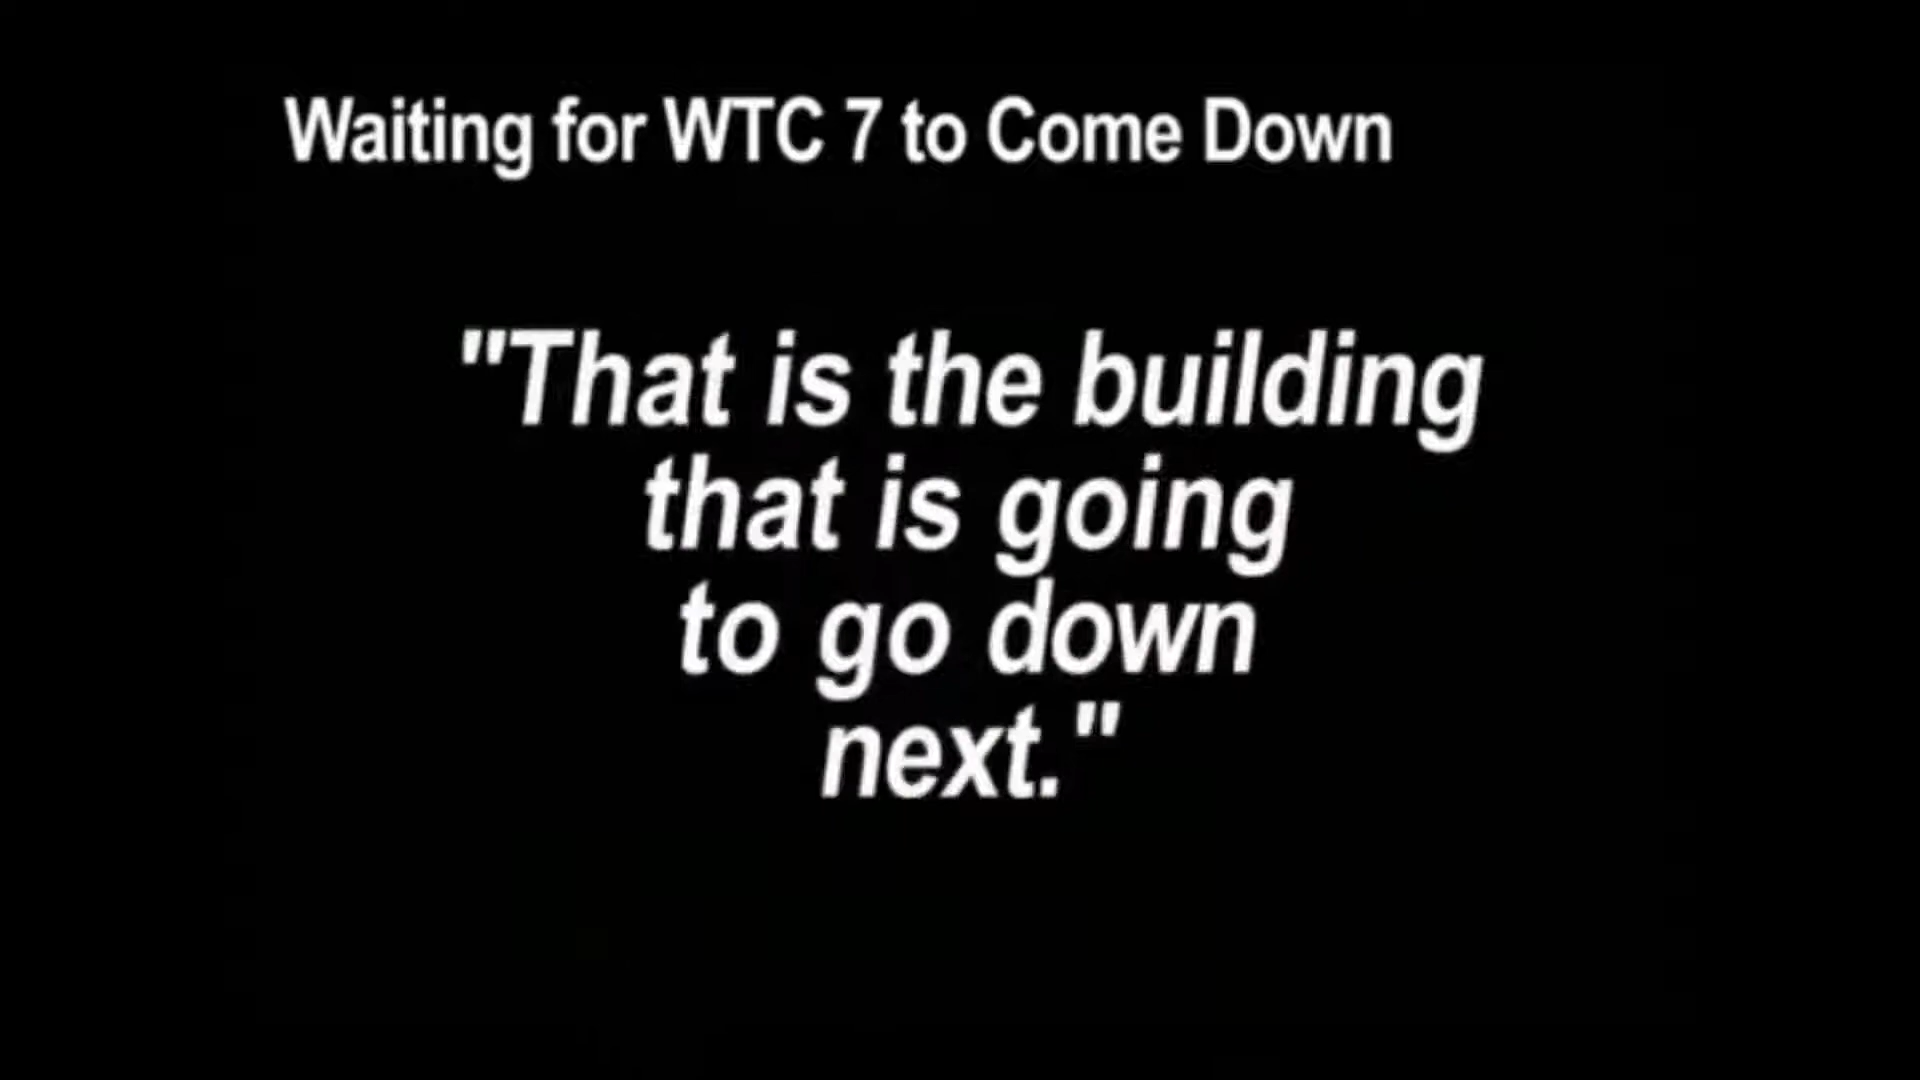 Waiting for WTC 7 to Come Down
"That is the building
that is going
to go down
next."